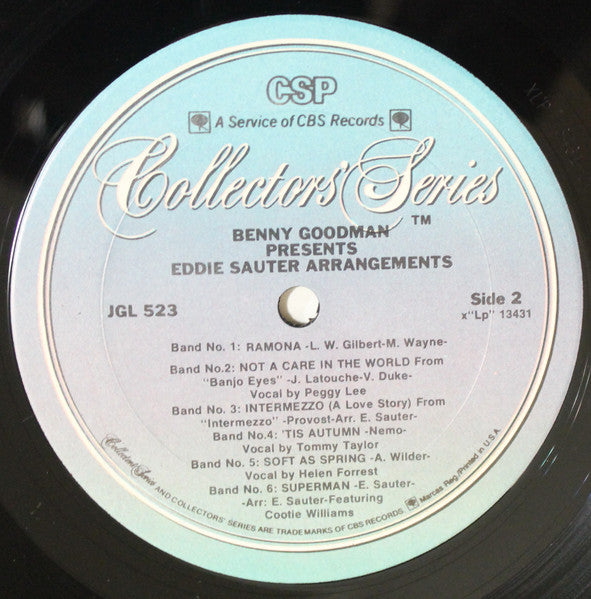 CSP
A Service of CBS Records
Collectors' Series
TM
BENNY GOODMAN
PRESENTS
EDDIE SAUTER ARRANGEMENTS
JGL 523
Side 2
x"Lp" 13431
Band No. 1: RAMONA -L. W. Gilbert-M. Wayne-
Band No.2: NOT A CARE IN THE WORLD From
"Banjo Eyes" -J. Latouche-V. Duke-
Vocal by Peggy Lee
Band No. 3: INTERMEZZO (A Love Story) From
"Intermezzo" -Provost-Arr. E. Sauter-
Band No.4: 'TIS AUTUMN -Nemo-
Vocal by Tommy Taylor
Band No. 5: SOFT AS SPRING -A. Wilder-
Vocal by Helen Forrest
Band No. 6: SUPERMAN -E. Sauter-
-Arr: E. Sauter-Featuring
Cootie Williams
Collectors' Series AND COLLECTORS' SERIES ARE TRADEMARKS OF CBS RECORDS. Marcas Reg./Printed in U.S.A.